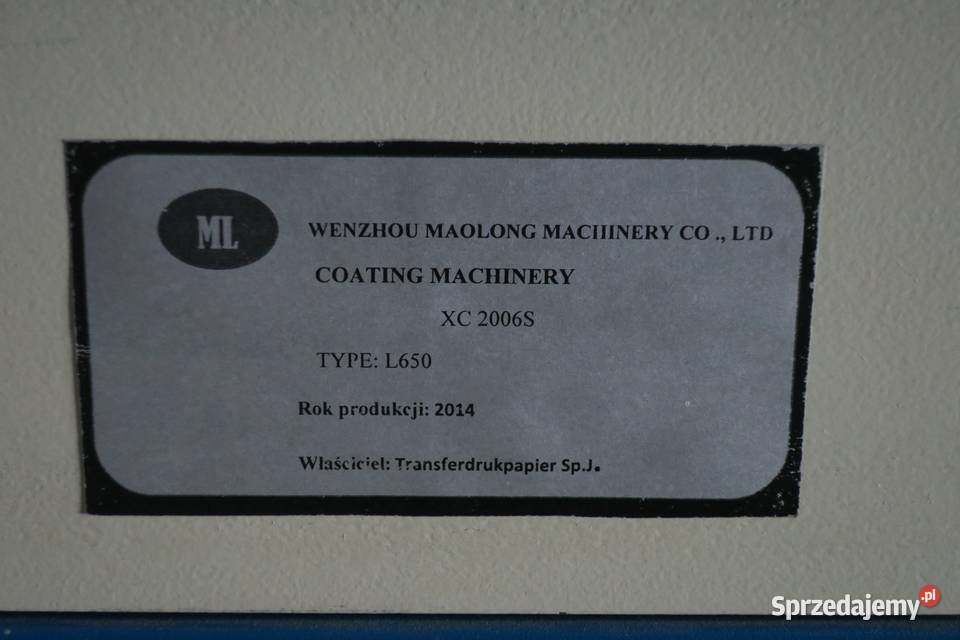 ML
WENZHOU MAOLONG MACHINERY CO ., LTD
COATING MACHINERY
XC 2006S
TYPE: L650
Rok produkcji: 2014
Właściciel: Transferdrukpapier Sp.J.
Sprzedajemy.pl